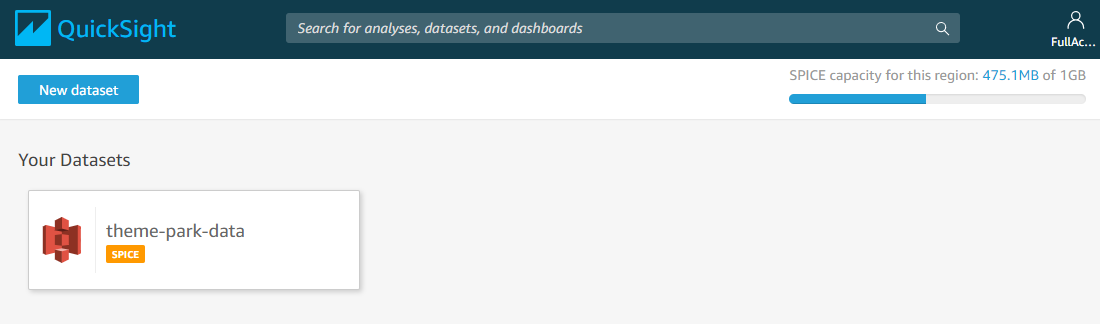 QuickSight
Search for analyses, datasets, and dashboards
FullAc...
New dataset
SPICE capacity for this region: 475.1MB of 1GB
Your Datasets
theme-park-data
SPICE